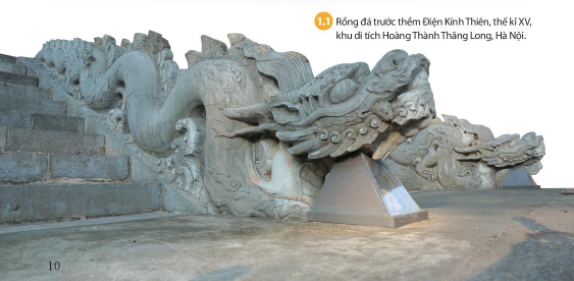 1.1 Rồng đá trước thềm Điện Kính Thiên, thế kỉ XV,
khu di tích Hoàng Thành Thăng Long, Hà Nội.
10